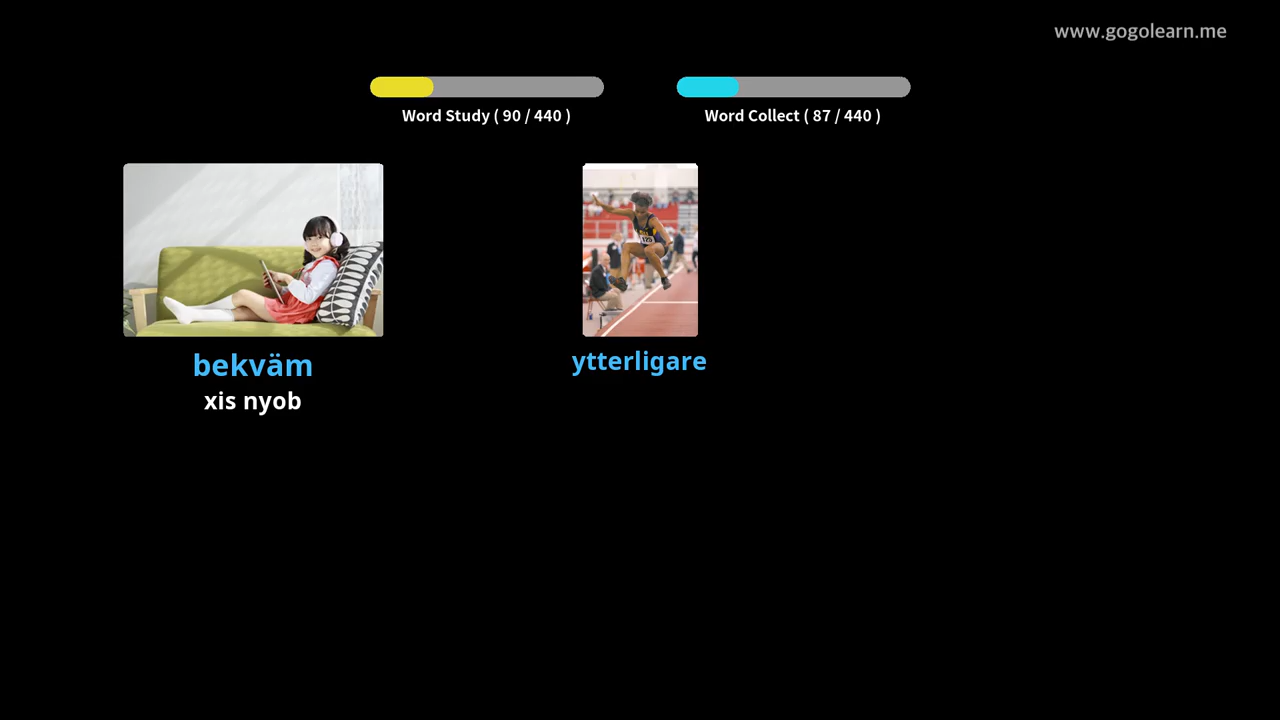 www.gogolearn.me
Word Study ( 90 / 440 )
Word Collect ( 87 / 440 )
bekväm
xis nyob
ytterligare